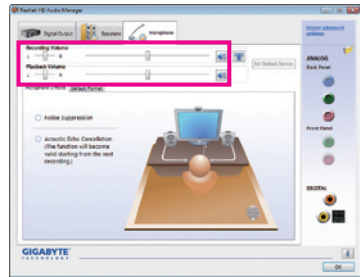 Realtek HD Audio Manager
Digital Output
Speakers
Microphone
Device advanced settings
Recording Volume
L R
Set Default Device
Playback Volume
L R
Microphone Effects
Default Format
ANALOG
Back Panel
Noise Suppression
Acoustic Echo Cancellation
(The function will become
valid starting from the next
recording.)
Front Panel
DIGITAL
GIGABYTE
TECHNOLOGY
OK